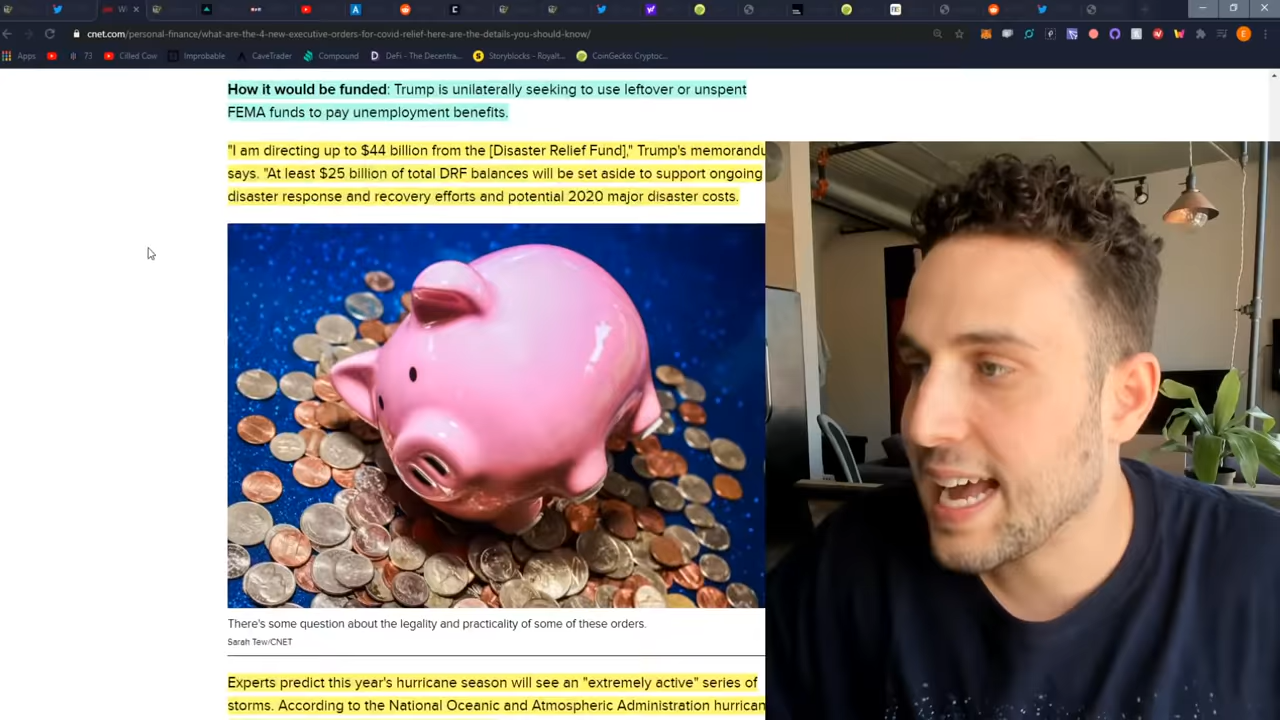 cnet.com/personal-finance/what-are-the-4-new-executive-orders-for-covid-relief-here-are-the-details-you-should-know/
Apps 73 Cilled Cow Improbable CaveTrader Compound DeFi - The Decentra... Storyblocks - Royalt... CoinGecko: Cryptoc...
How it would be funded: Trump is unilaterally seeking to use leftover or unspent
FEMA funds to pay unemployment benefits.
"I am directing up to $44 billion from the [Disaster Relief Fund]," Trump's memorandu
says. "At least $25 billion of total DRF balances will be set aside to support ongoing
disaster response and recovery efforts and potential 2020 major disaster costs.
There's some question about the legality and practicality of some of these orders.
Sarah Tew/CNET
Experts predict this year's hurricane season will see an "extremely active" series of
storms. According to the National Oceanic and Atmospheric Administration hurrican